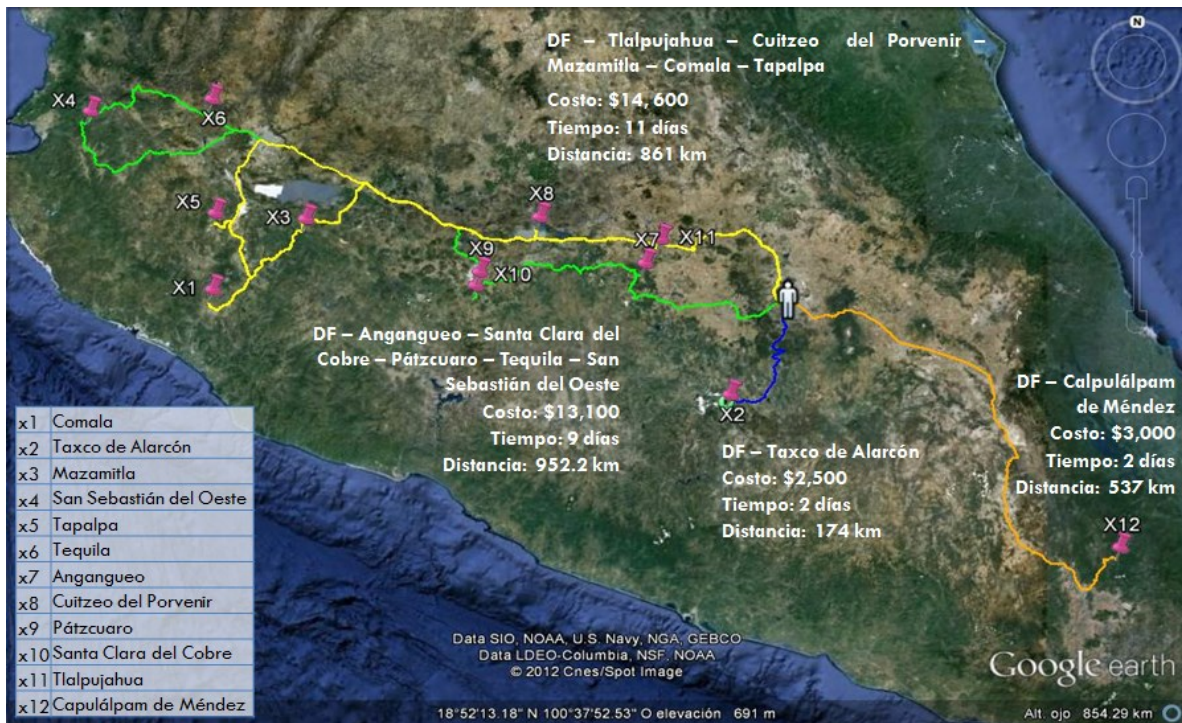 N
DF – Tlalpujahua – Cuitzeo del Porvenir –
Mazamitla – Comala – Tapalpa
Costo: $14, 600
Tiempo: 11 días
Distancia: 861 km
X4
X6
X5
X3
X8
X7
X11
X9
X10
X1
DF – Angangueo – Santa Clara del
Cobre – Pátzcuaro – Tequila – San
Sebastián del Oeste
Costo: $13,100
Tiempo: 9 días
Distancia: 952.2 km
X2
DF – Taxco de Alarcón
Costo: $2,500
Tiempo: 2 días
Distancia: 174 km
DF – Calpulálpam
de Méndez
Costo: $3,000
Tiempo: 2 días
Distancia: 537 km
X12
x1 Comala
x2 Taxco de Alarcón
x3 Mazamitla
x4 San Sebastián del Oeste
x5 Tapalpa
x6 Tequila
x7 Angangueo
x8 Cuitzeo del Porvenir
x9 Pátzcuaro
x10 Santa Clara del Cobre
x11 Tlalpujahua
x12 Capulálpam de Méndez
Data SIO, NOAA, U.S. Navy, NGA, GEBCO
Data LDEO-Columbia, NSF, NOAA
© 2012 Cnes/Spot Image
Google earth
18°52'13.18" N 100°37'52.53" O elevación 691 m
Alt. ojo 854.29 km